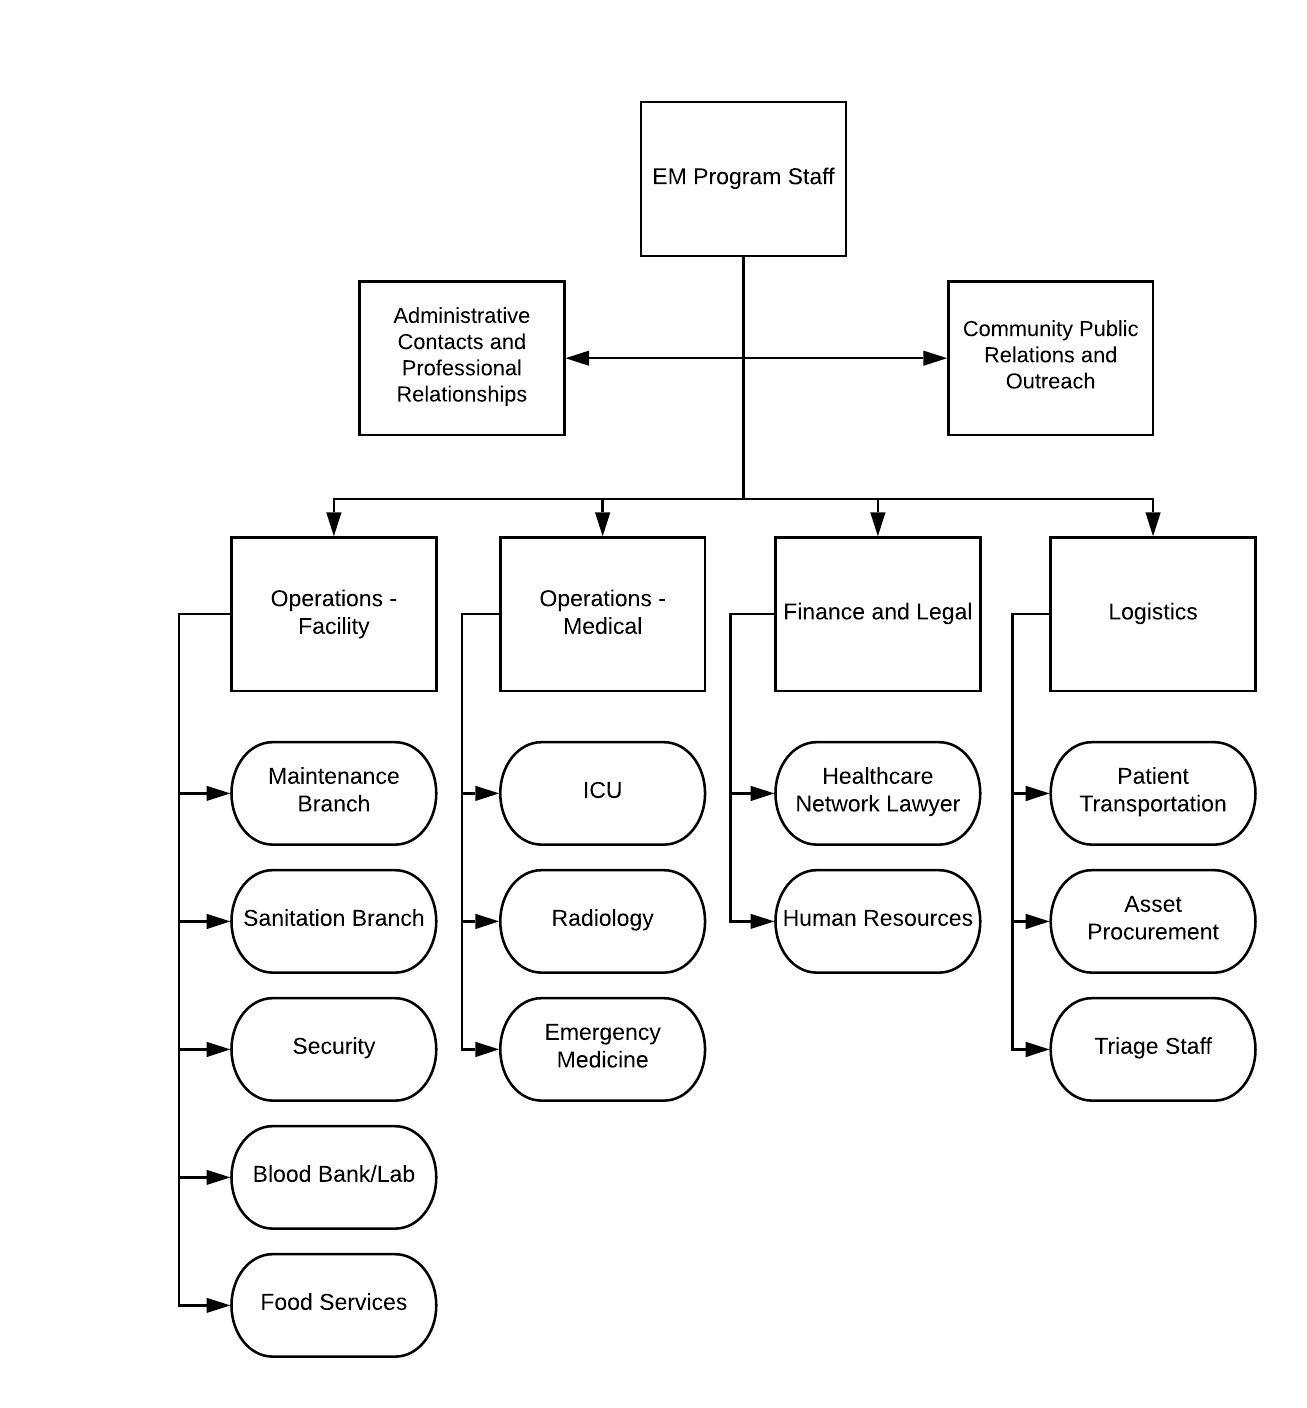 EM Program Staff
Administrative
Contacts and
Professional
Relationships
Community Public
Relations and
Outreach
Operations -
Facility
Operations -
Medical
Finance and Legal
Logistics
Maintenance
Branch
Sanitation Branch
Security
Blood Bank/Lab
Food Services
ICU
Radiology
Emergency
Medicine
Healthcare
Network Lawyer
Human Resources
Patient
Transportation
Asset
Procurement
Triage Staff